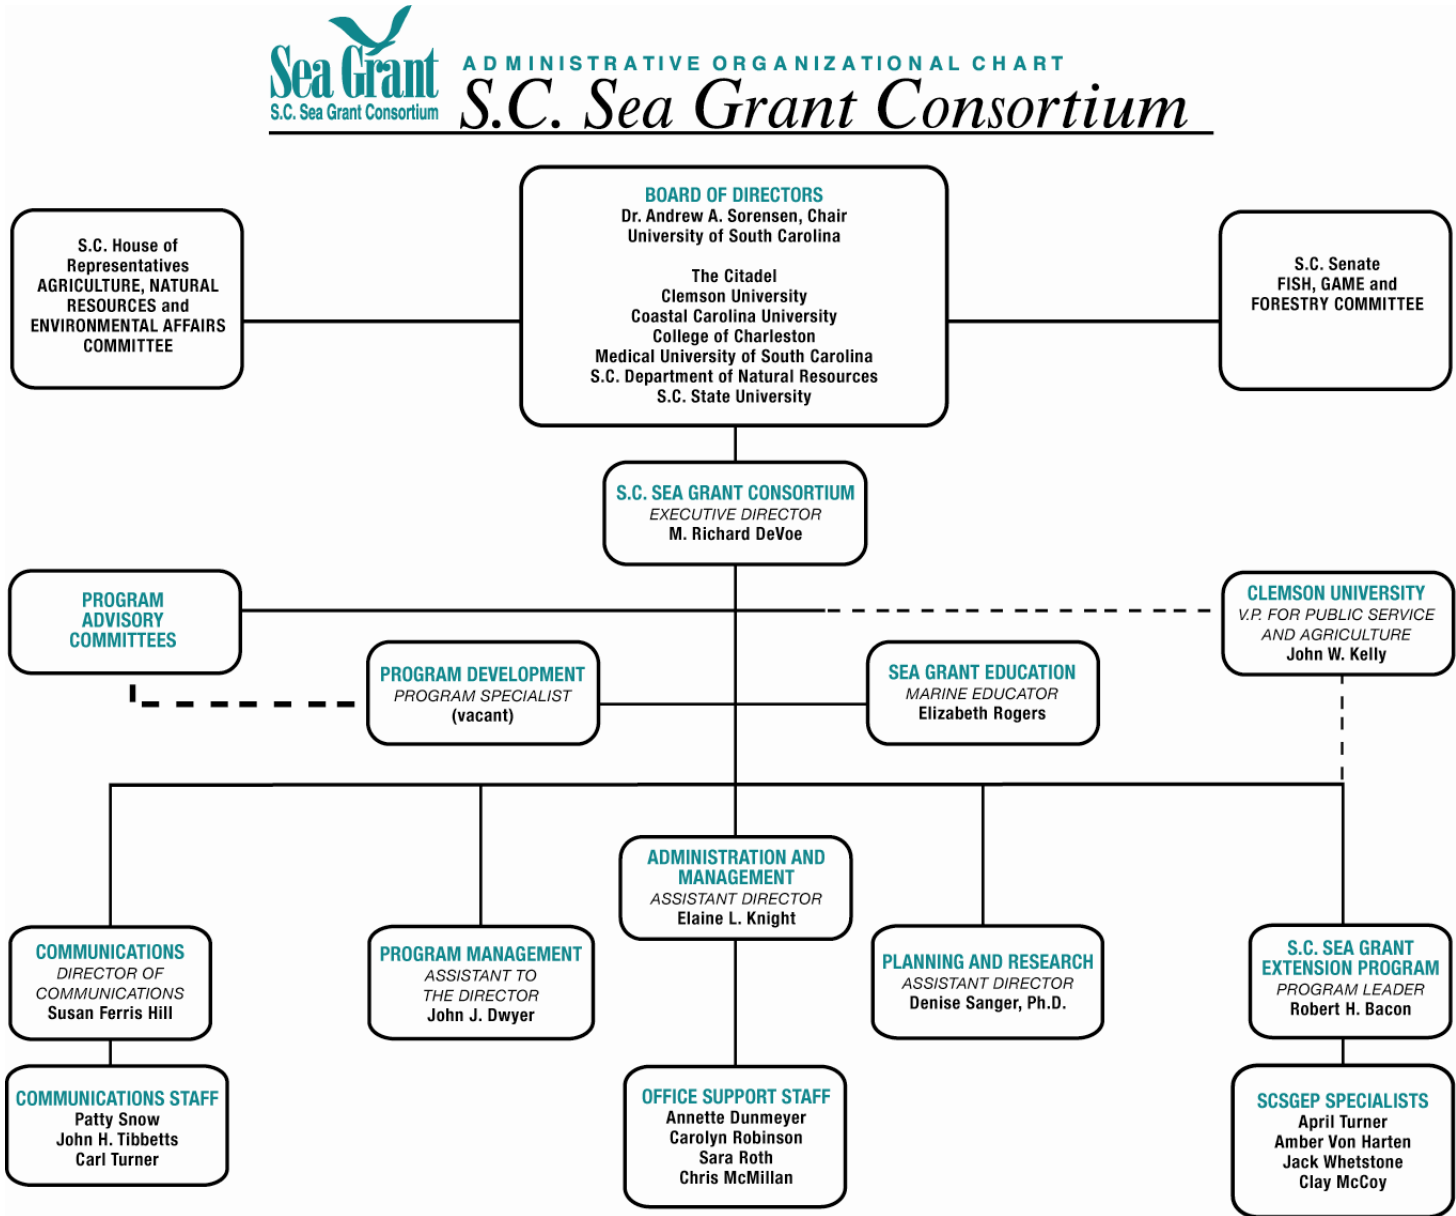 Sea Grant
S.C. Sea Grant Consortium
ADMINISTRATIVE ORGANIZATIONAL CHART
S.C. Sea Grant Consortium
BOARD OF DIRECTORS
Dr. Andrew A. Sorensen, Chair
University of South Carolina
The Citadel
Clemson University
Coastal Carolina University
College of Charleston
Medical University of South Carolina
S.C. Department of Natural Resources
S.C. State University
S.C. House of
Representatives
AGRICULTURE, NATURAL
RESOURCES and
ENVIRONMENTAL AFFAIRS
COMMITTEE
S.C. Senate
FISH, GAME and
FORESTRY COMMITTEE
S.C. SEA GRANT CONSORTIUM
EXECUTIVE DIRECTOR
M. Richard DeVoe
PROGRAM
ADVISORY
COMMITTEES
CLEMSON UNIVERSITY
V.P. FOR PUBLIC SERVICE
AND AGRICULTURE
John W. Kelly
PROGRAM DEVELOPMENT
PROGRAM SPECIALIST
(vacant)
SEA GRANT EDUCATION
MARINE EDUCATOR
Elizabeth Rogers
ADMINISTRATION AND
MANAGEMENT
ASSISTANT DIRECTOR
Elaine L. Knight
COMMUNICATIONS
DIRECTOR OF
COMMUNICATIONS
Susan Ferris Hill
PROGRAM MANAGEMENT
ASSISTANT TO
THE DIRECTOR
John J. Dwyer
PLANNING AND RESEARCH
ASSISTANT DIRECTOR
Denise Sanger, Ph.D.
S.C. SEA GRANT
EXTENSION PROGRAM
PROGRAM LEADER
Robert H. Bacon
COMMUNICATIONS STAFF
Patty Snow
John H. Tibbetts
Carl Turner
OFFICE SUPPORT STAFF
Annette Dunmeyer
Carolyn Robinson
Sara Roth
Chris McMillan
SCSGEP SPECIALISTS
April Turner
Amber Von Harten
Jack Whetstone
Clay McCoy